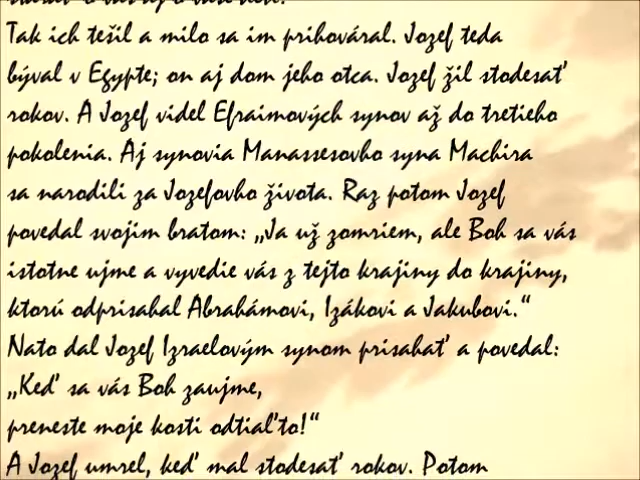 Tak ich tešil a milo sa im prihováral. Jozef teda
býval v Egypte; on aj dom jeho otca. Jozef žil stodesať
rokov. A Jozef videl Efraimových synov až do tretieho
pokolenia. Aj synovia Manassesovho syna Machira
sa narodili za Jozefovho života. Raz potom Jozef
povedal svojim bratom: „Ja už zomriem, ale Boh sa vás
istotne ujme a vyvedie vás z tejto krajiny do krajiny,
ktorú odprisahal Abrahámovi, Izákovi a Jakubovi.“
Nato dal Jozef Izraelovým synom prisahať a povedal:
„Keď sa vás Boh zaujme,
preneste moje kosti odtiaľto!“
A Jozef umrel, keď mal stodesať rokov. Potom